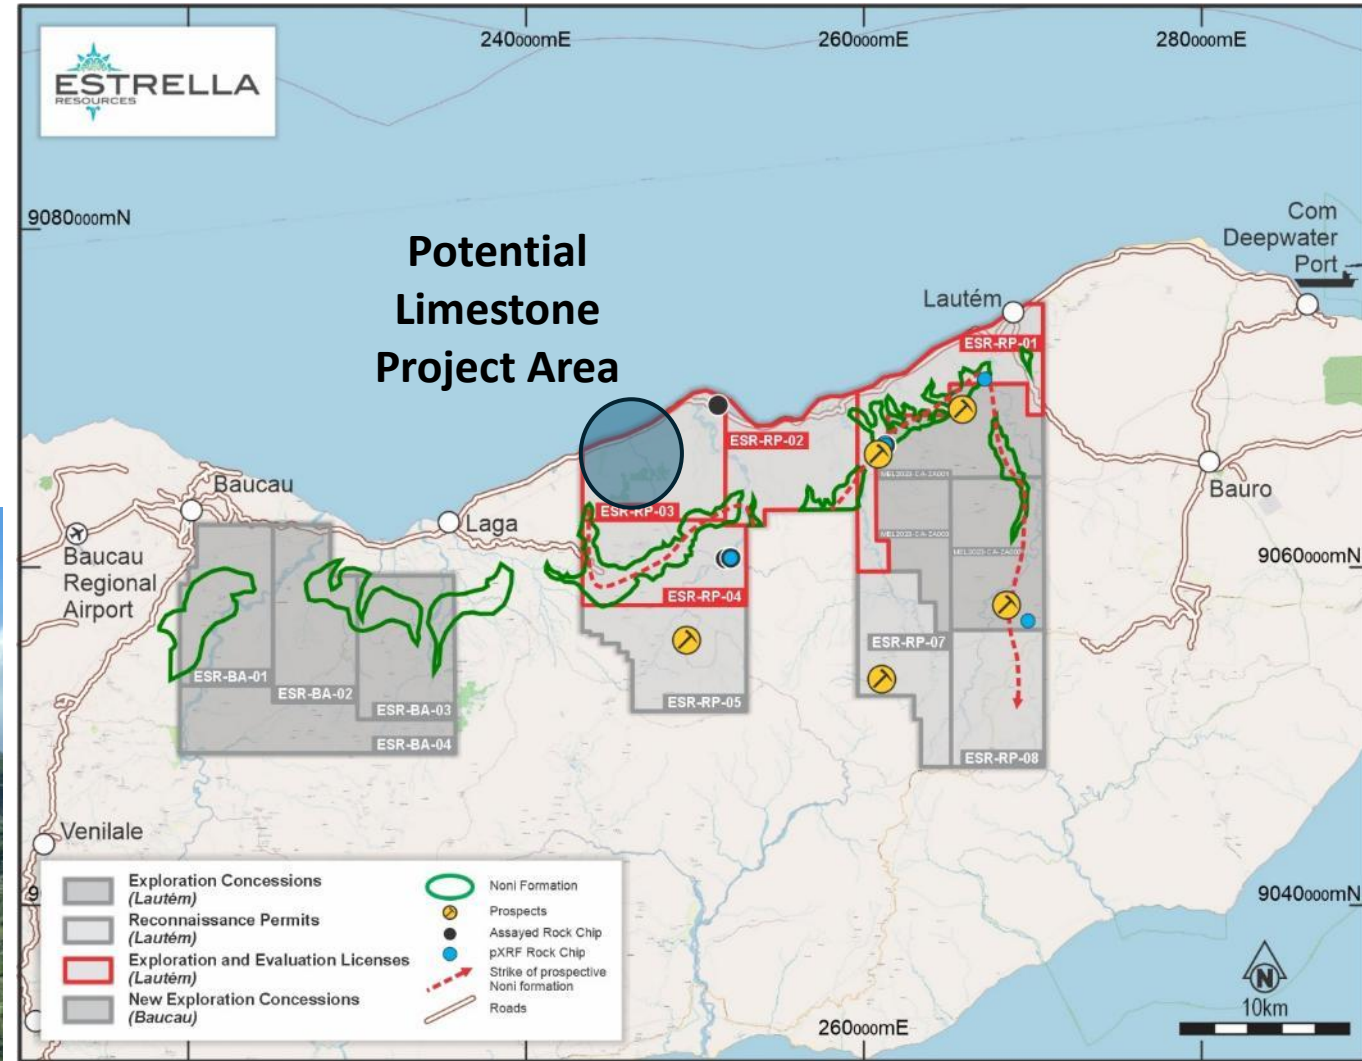 240000mE
260000mE
280000mE
ESTRELLA
RESOURCES
9080000mN
Com
Deepwater
Port
Potential
Limestone
Project Area
Lautém
ESR-RP-01
ESR-RP-02
Baucau
Bauro
ESR-RP-03
Laga
Baucau
Regional
Airport
9060000mN
ESR-RP-04
ESR-RP-07
ESR-BA-01
ESR-BA-02
ESR-RP-05
ESR-BA-03
ESR-BA-04
ESR-RP-08
Venilale
Exploration Concessions
(Lautém)
Reconnaissance Permits
(Lautém)
Exploration and Evaluation Licenses
(Lautém)
New Exploration Concessions
(Baucau)
Noni Formation
Prospects
Assayed Rock Chip
pXRF Rock Chip
Strike of prospective
Noni formation
Roads
9040000mN
N
10km
260000mE